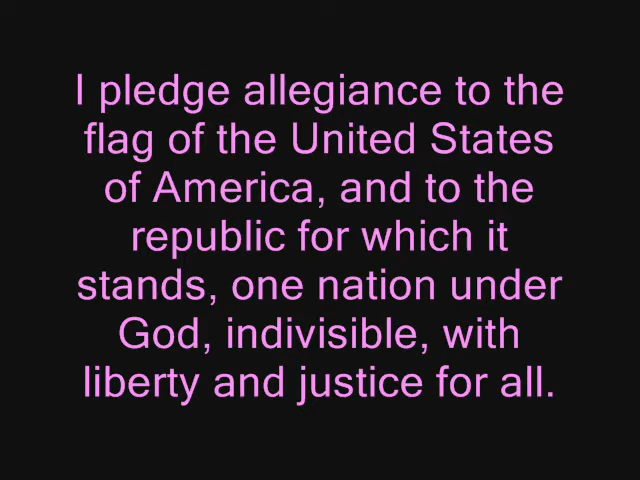 I pledge allegiance to the
flag of the United States
of America, and to the
republic for which it
stands, one nation under
God, indivisible, with
liberty and justice for all.